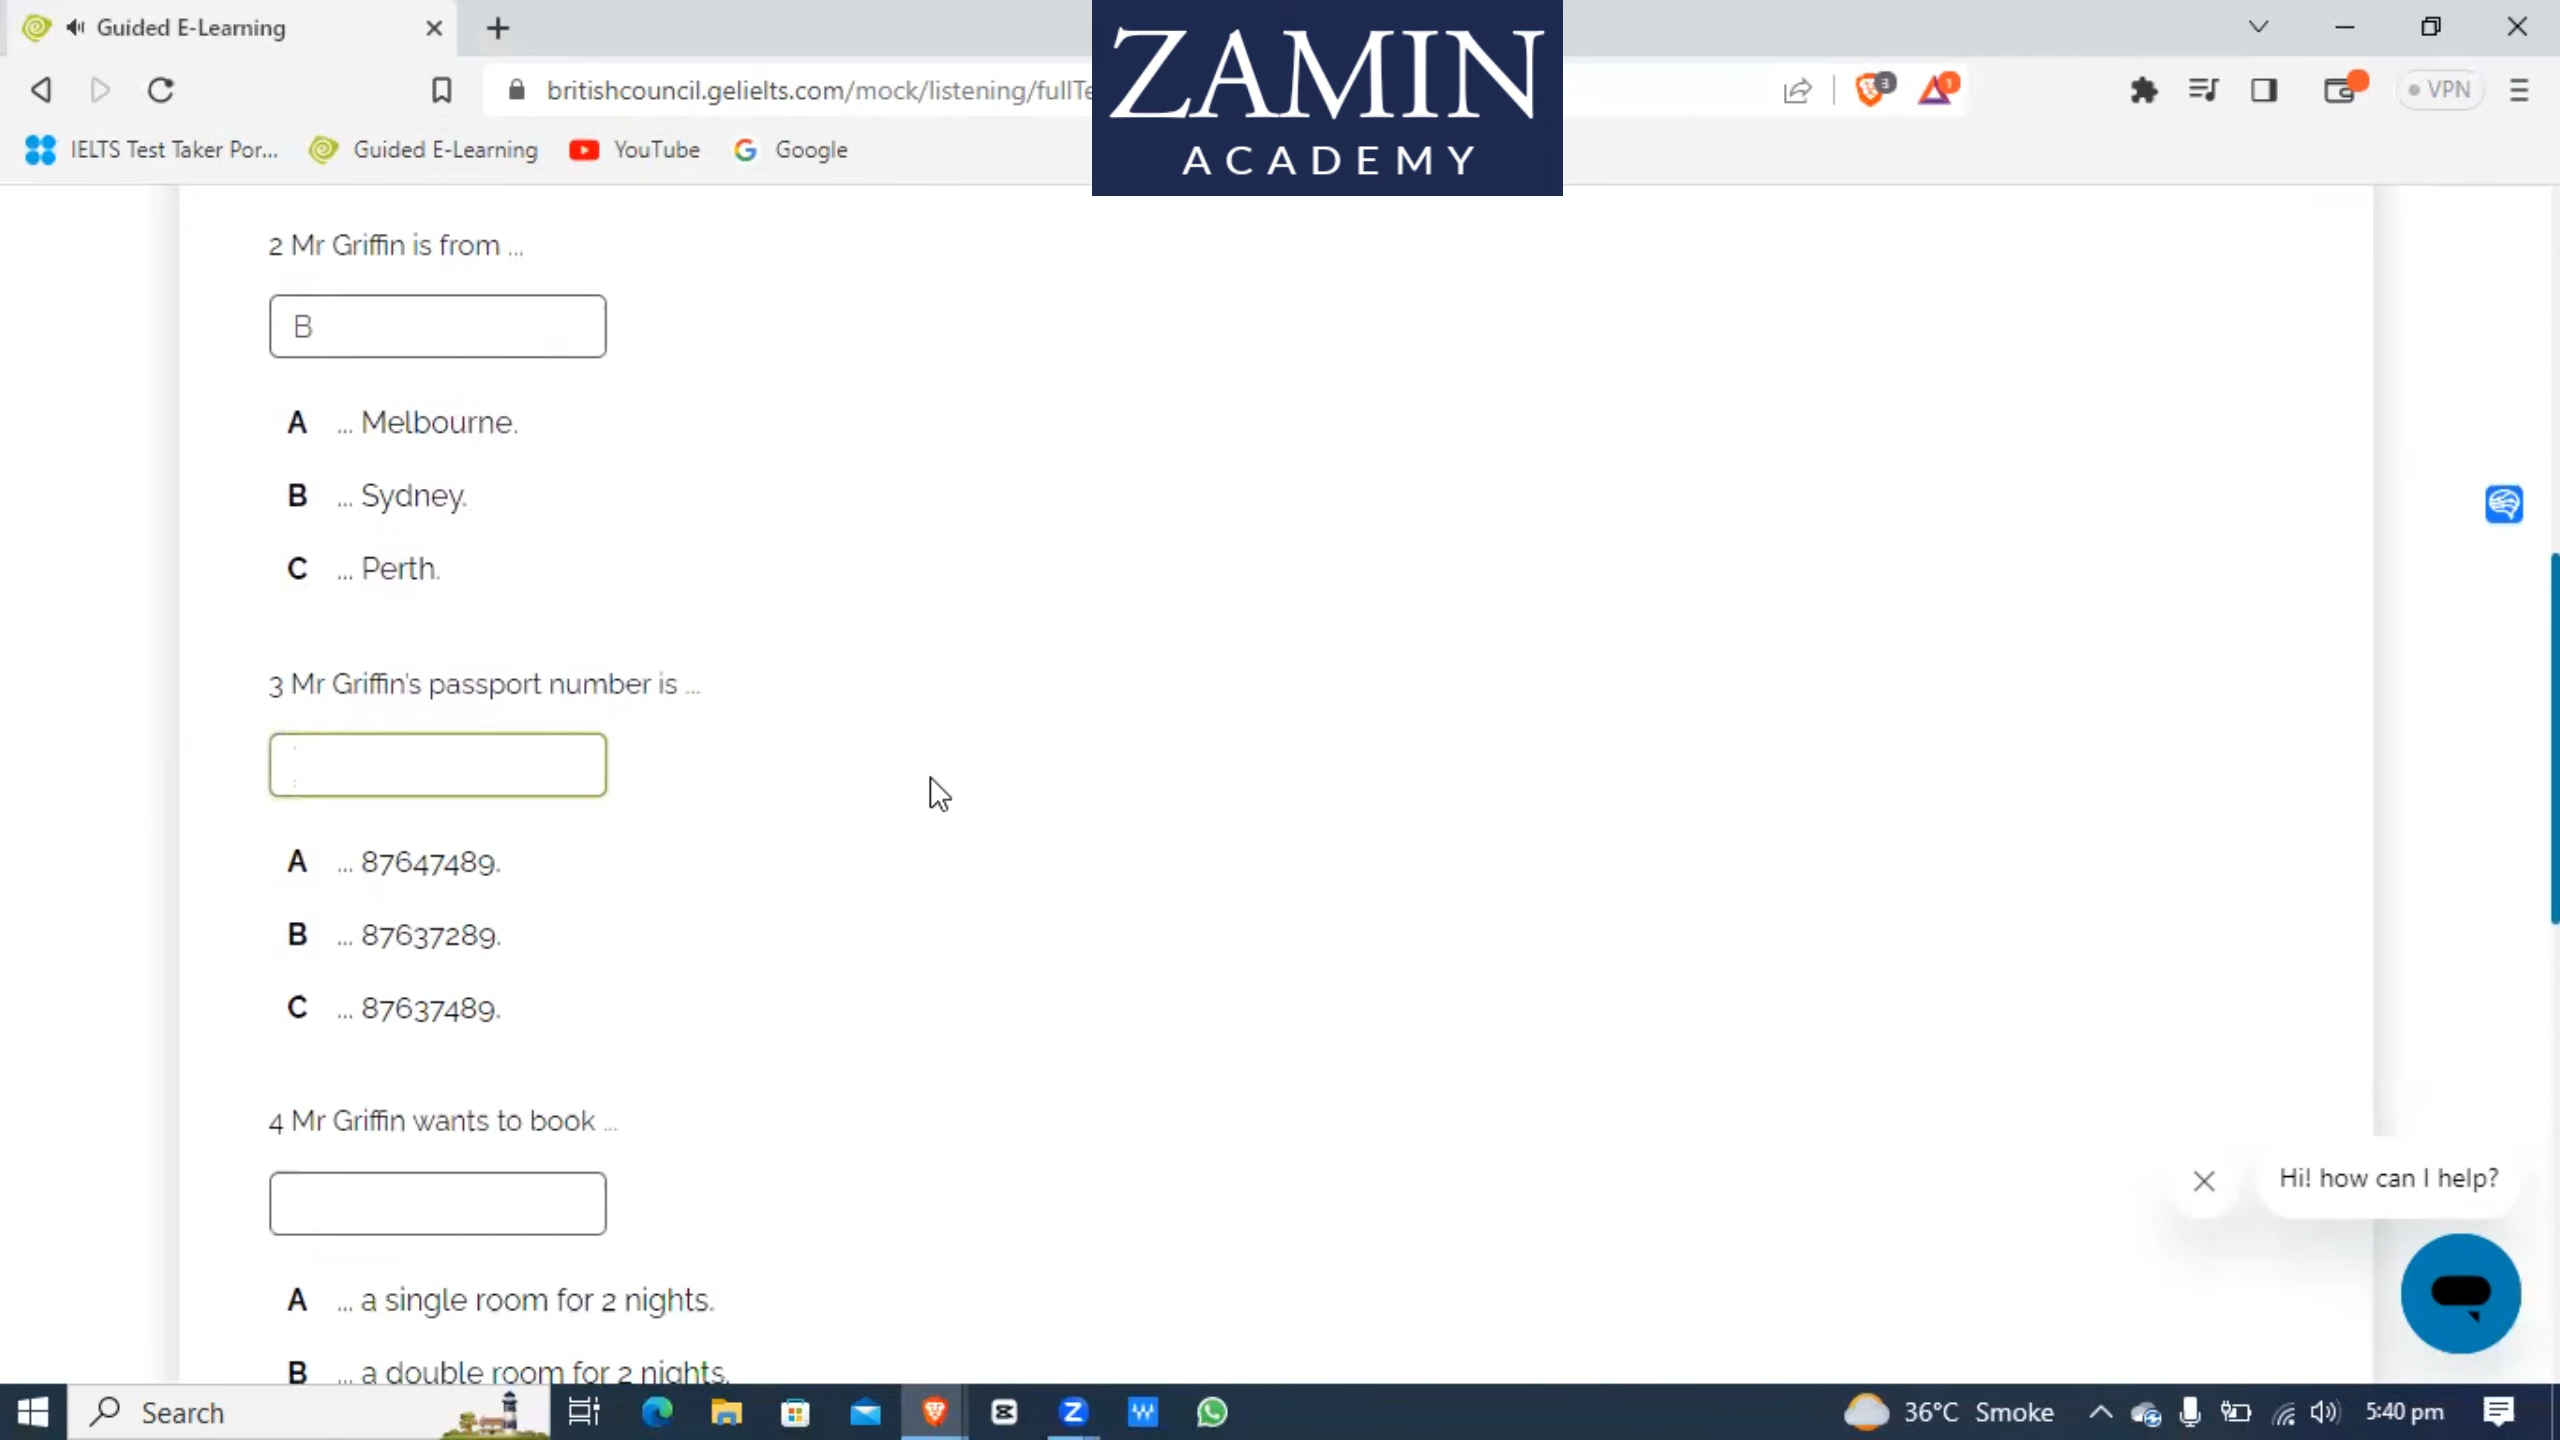 Guided E-Learning
britishcouncil.gelielts.com/mock/listening/fullTe
3
1
VPN
IELTS Test Taker Por...
Guided E-Learning
YouTube
Google
ZAMIN
ACADEMY
2 Mr Griffin is from ...
B
A ... Melbourne.
B ... Sydney.
C ... Perth.
3 Mr Griffin's passport number is ...
A ... 87647489.
B ... 87637289.
C ... 87637489.
4 Mr Griffin wants to book ...
A ... a single room for 2 nights.
B ... a double room for 2 nights.
Hi! how can I help?
Search
36°C Smoke
5:40 pm